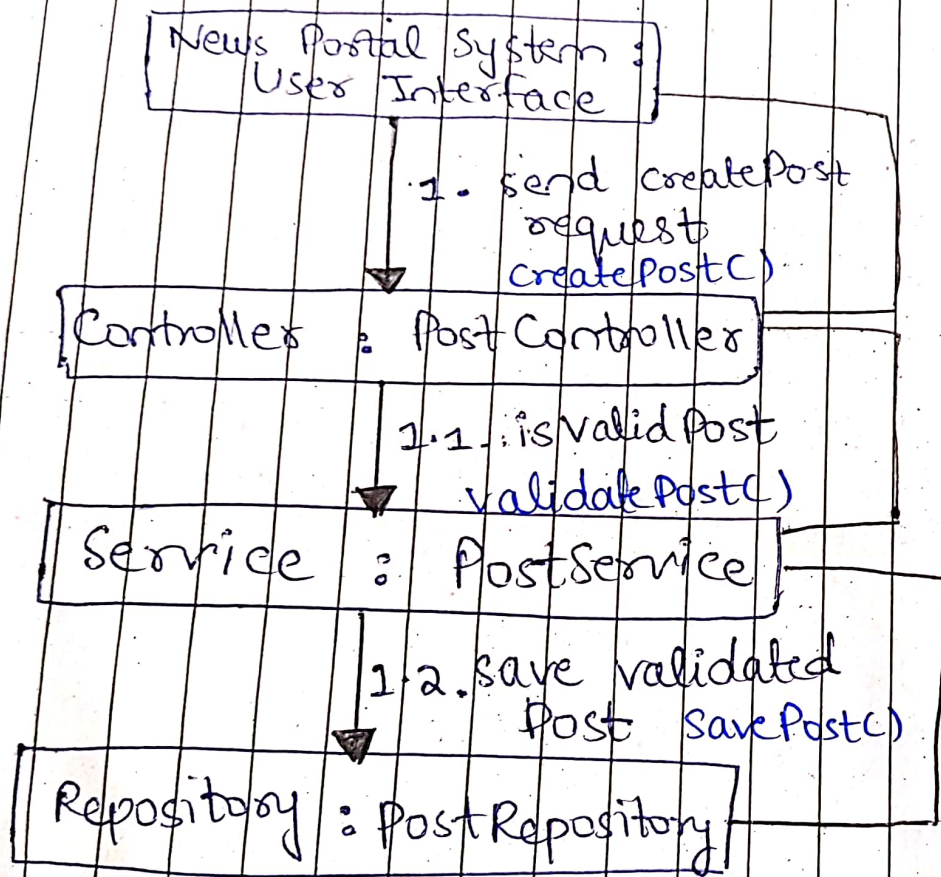 News Portal System :
User Interface
1. send createPost
request
createPost()
Controller : PostController
1.1. : isValidPost
validatePost()
Service : PostService
1.2. save validated
Post savePost()
Repository : PostRepository